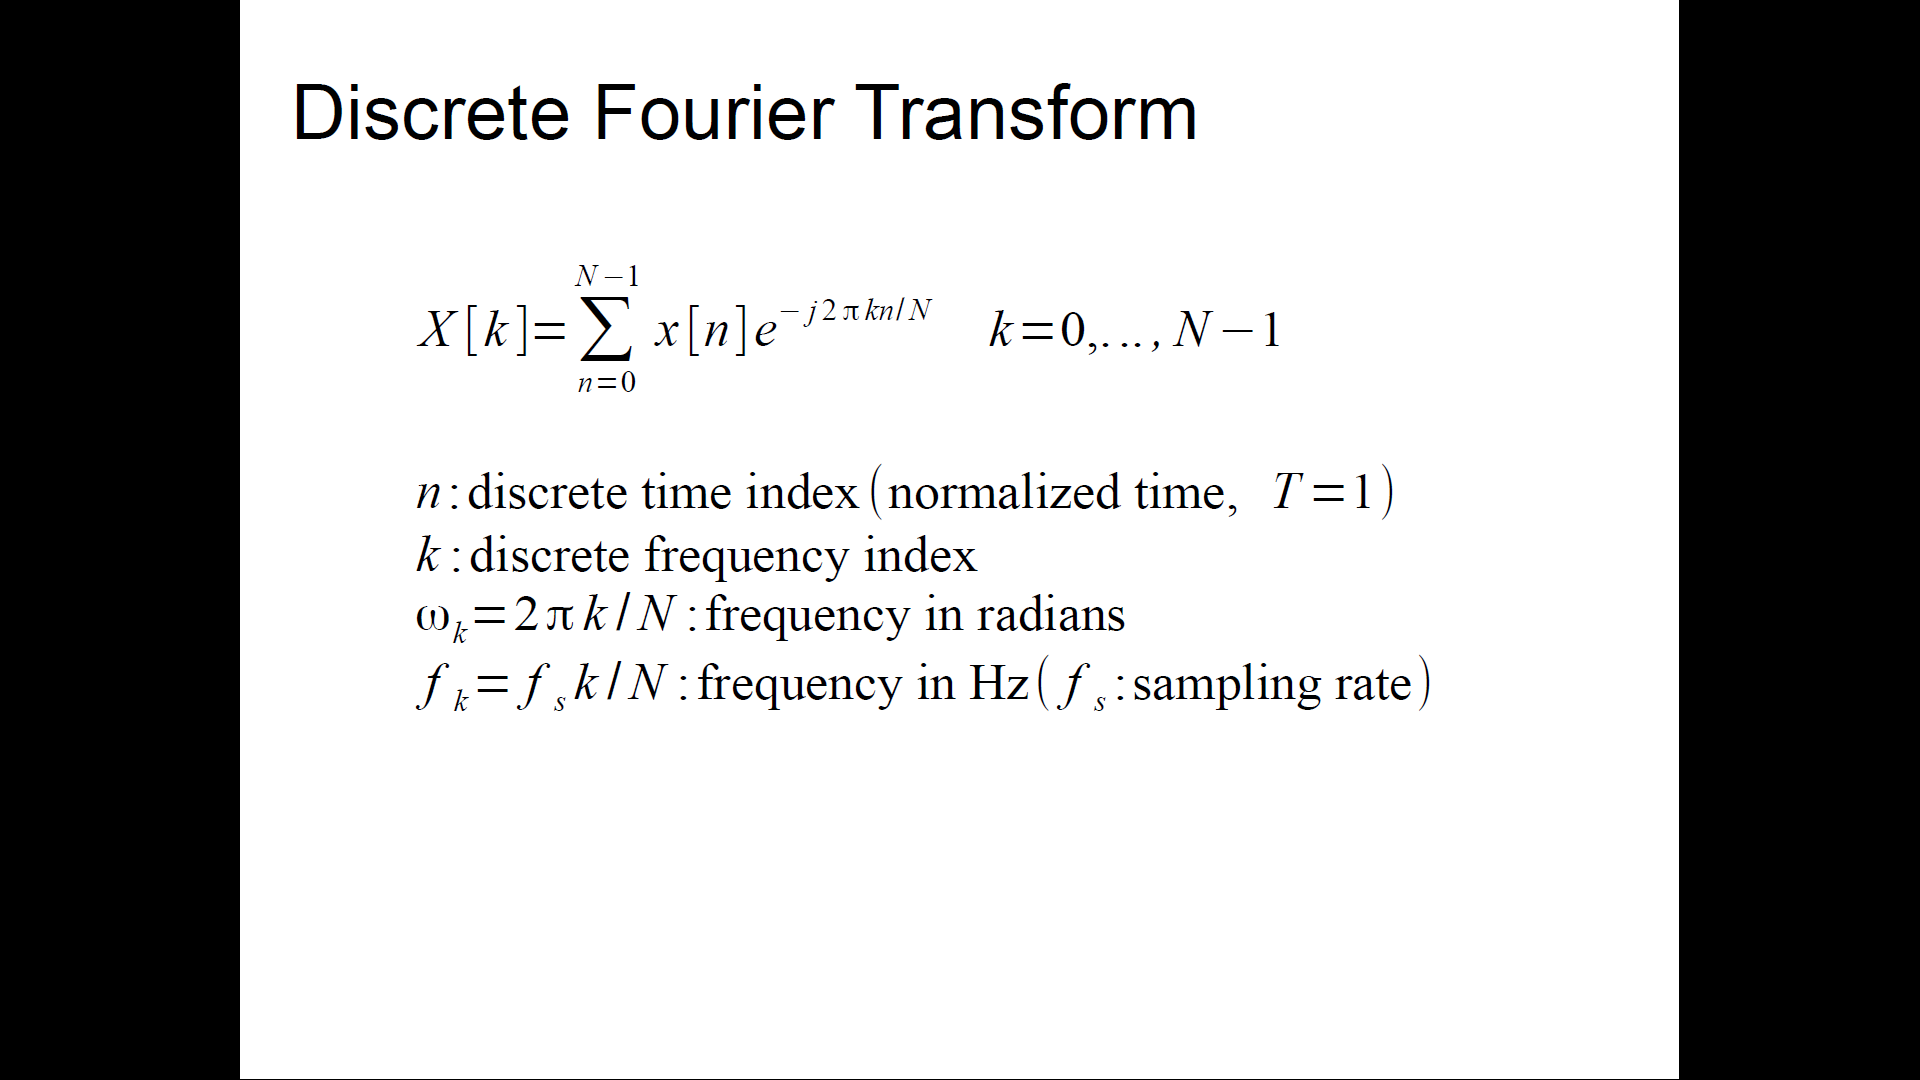 Discrete Fourier Transform
X[k]=∑_{n=0}^{N−1} x[n]e^{−j2πkn/N}   k=0,...,N−1
n:discrete time index(normalized time, T=1)
k:discrete frequency index
ω_k=2πk/N:frequency in radians
f_k=f_s k/N:frequency in Hz(f_s:sampling rate)